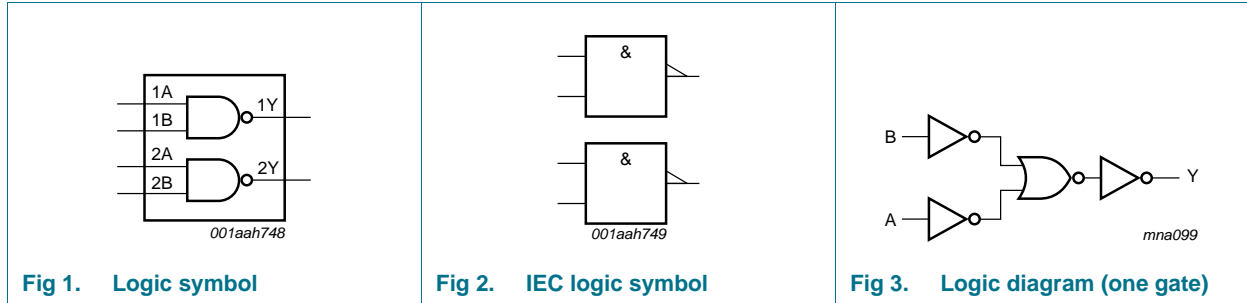 1A
1B
1Y
2A
2B
2Y
001aah748
Fig 1. Logic symbol
&
&
001aah749
Fig 2. IEC logic symbol
B
A
Y
mna099
Fig 3. Logic diagram (one gate)